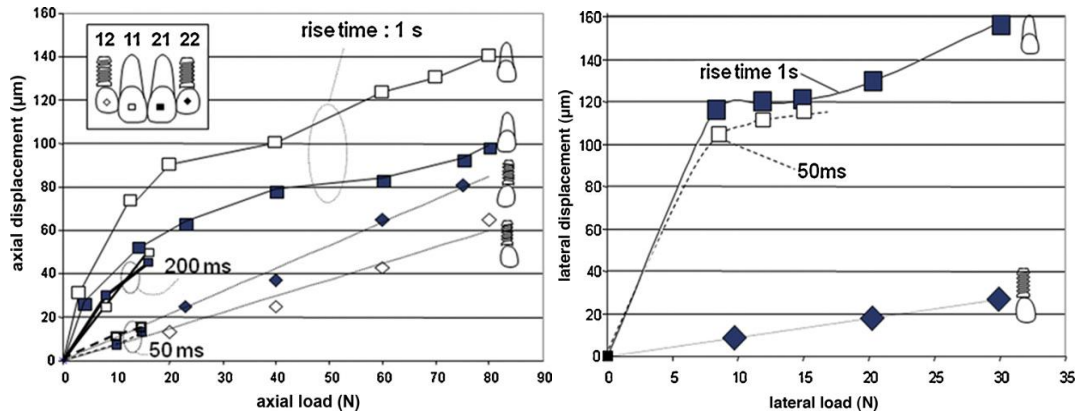 160
140
120
100
80
60
40
20
0
axial displacement (µm)
12 11 21 22
rise time : 1 s
200 ms
50 ms
0 10 20 30 40 50 60 70 80 90
axial load (N)
160
140
120
100
80
60
40
20
0
lateral displacement (µm)
rise time 1s
50ms
0 5 10 15 20 25 30 35
lateral load (N)